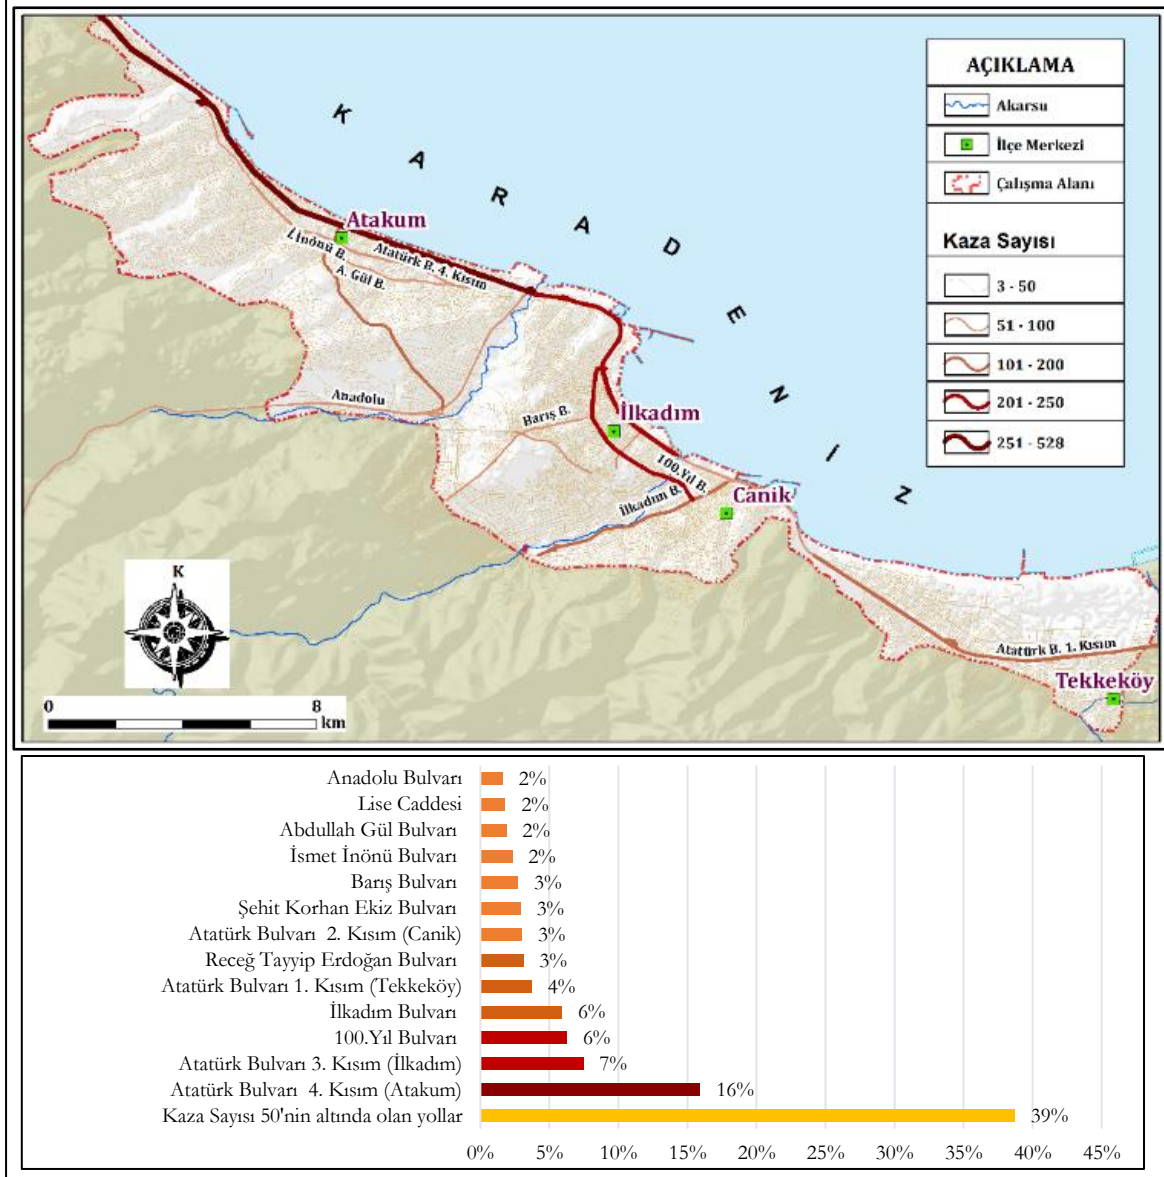 K A R A D E N İ Z
AÇIKLAMA
Akarsu
İlçe Merkezi
Çalışma Alanı
Kaza Sayısı
3 - 50
51 - 100
101 - 200
201 - 250
251 - 528
Atakum
İ.İnönü B.
Atatürk B. 4. Kısım
A. Gül B.
Anadolu
Barış B.
İlkadım
100.Yıl B.
İlkadım B.
Canik
Atatürk B. 1. Kısım
Tekkeköy
K
0 8
km
Anadolu Bulvarı 2%
Lise Caddesi 2%
Abdullah Gül Bulvarı 2%
İsmet İnönü Bulvarı 2%
Barış Bulvarı 3%
Şehit Korhan Ekiz Bulvarı 3%
Atatürk Bulvarı 2. Kısım (Canik) 3%
Receğ Tayyip Erdoğan Bulvarı 3%
Atatürk Bulvarı 1. Kısım (Tekkeköy) 4%
İlkadım Bulvarı 6%
100.Yıl Bulvarı 6%
Atatürk Bulvarı 3. Kısım (İlkadım) 7%
Atatürk Bulvarı 4. Kısım (Atakum) 16%
Kaza Sayısı 50'nin altında olan yollar 39%
0% 5% 10% 15% 20% 25% 30% 35% 40% 45%